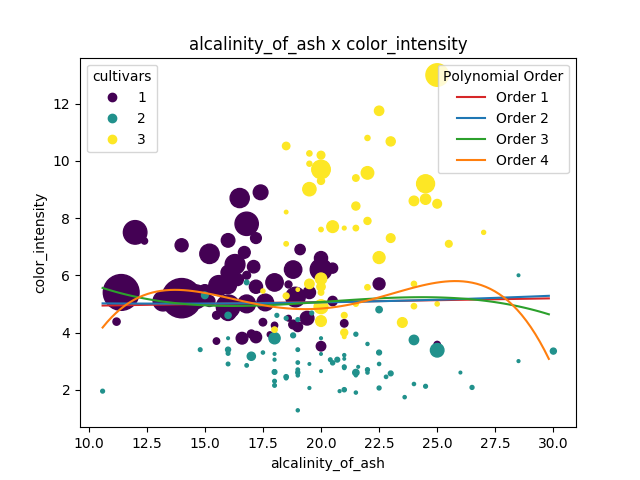 alcalinity_of_ash x color_intensity
cultivars
1
2
3
Polynomial Order
Order 1
Order 2
Order 3
Order 4
color_intensity
12
10
8
6
4
2
10.0 12.5 15.0 17.5 20.0 22.5 25.0 27.5 30.0
alcalinity_of_ash